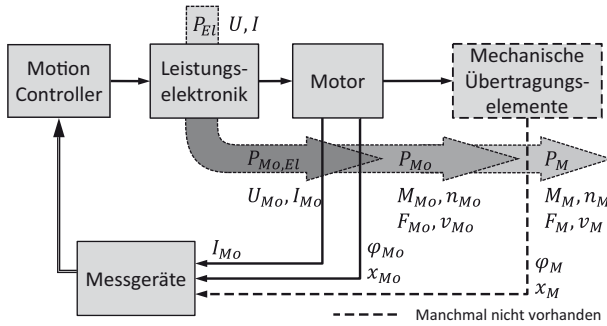 P_El U, I
Motion
Controller
Leistungs-
elektronik
Motor
Mechanische
Übertragungs-
elemente
P_Mo,El
P_Mo
P_M
U_Mo, I_Mo
M_Mo, n_Mo
F_Mo, v_Mo
M_M, n_M
F_M, v_M
I_Mo
φ_Mo
x_Mo
φ_M
x_M
Messgeräte
Manchmal nicht vorhanden